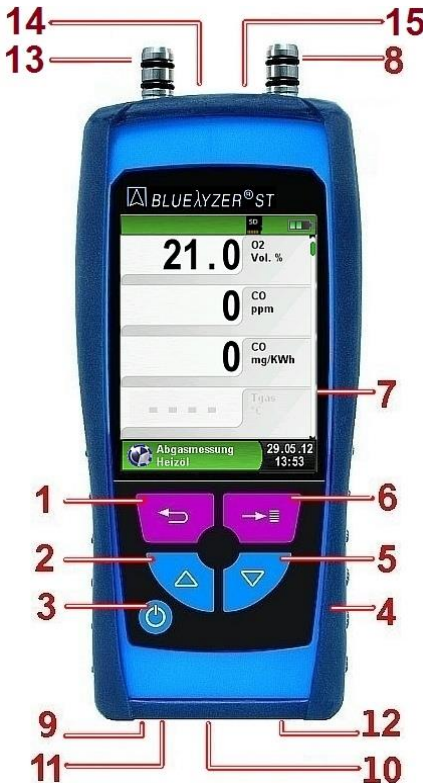 14
15
13
8
BLUEλYZER®ST
SD
21.0 O2 Vol. %
0 CO ppm
0 CO mg/KWh
---- Tgas °C
7
Abgasmessung
Heizöl
29.05.12
13:53
1
6
2
5
3
4
9
12
11
10